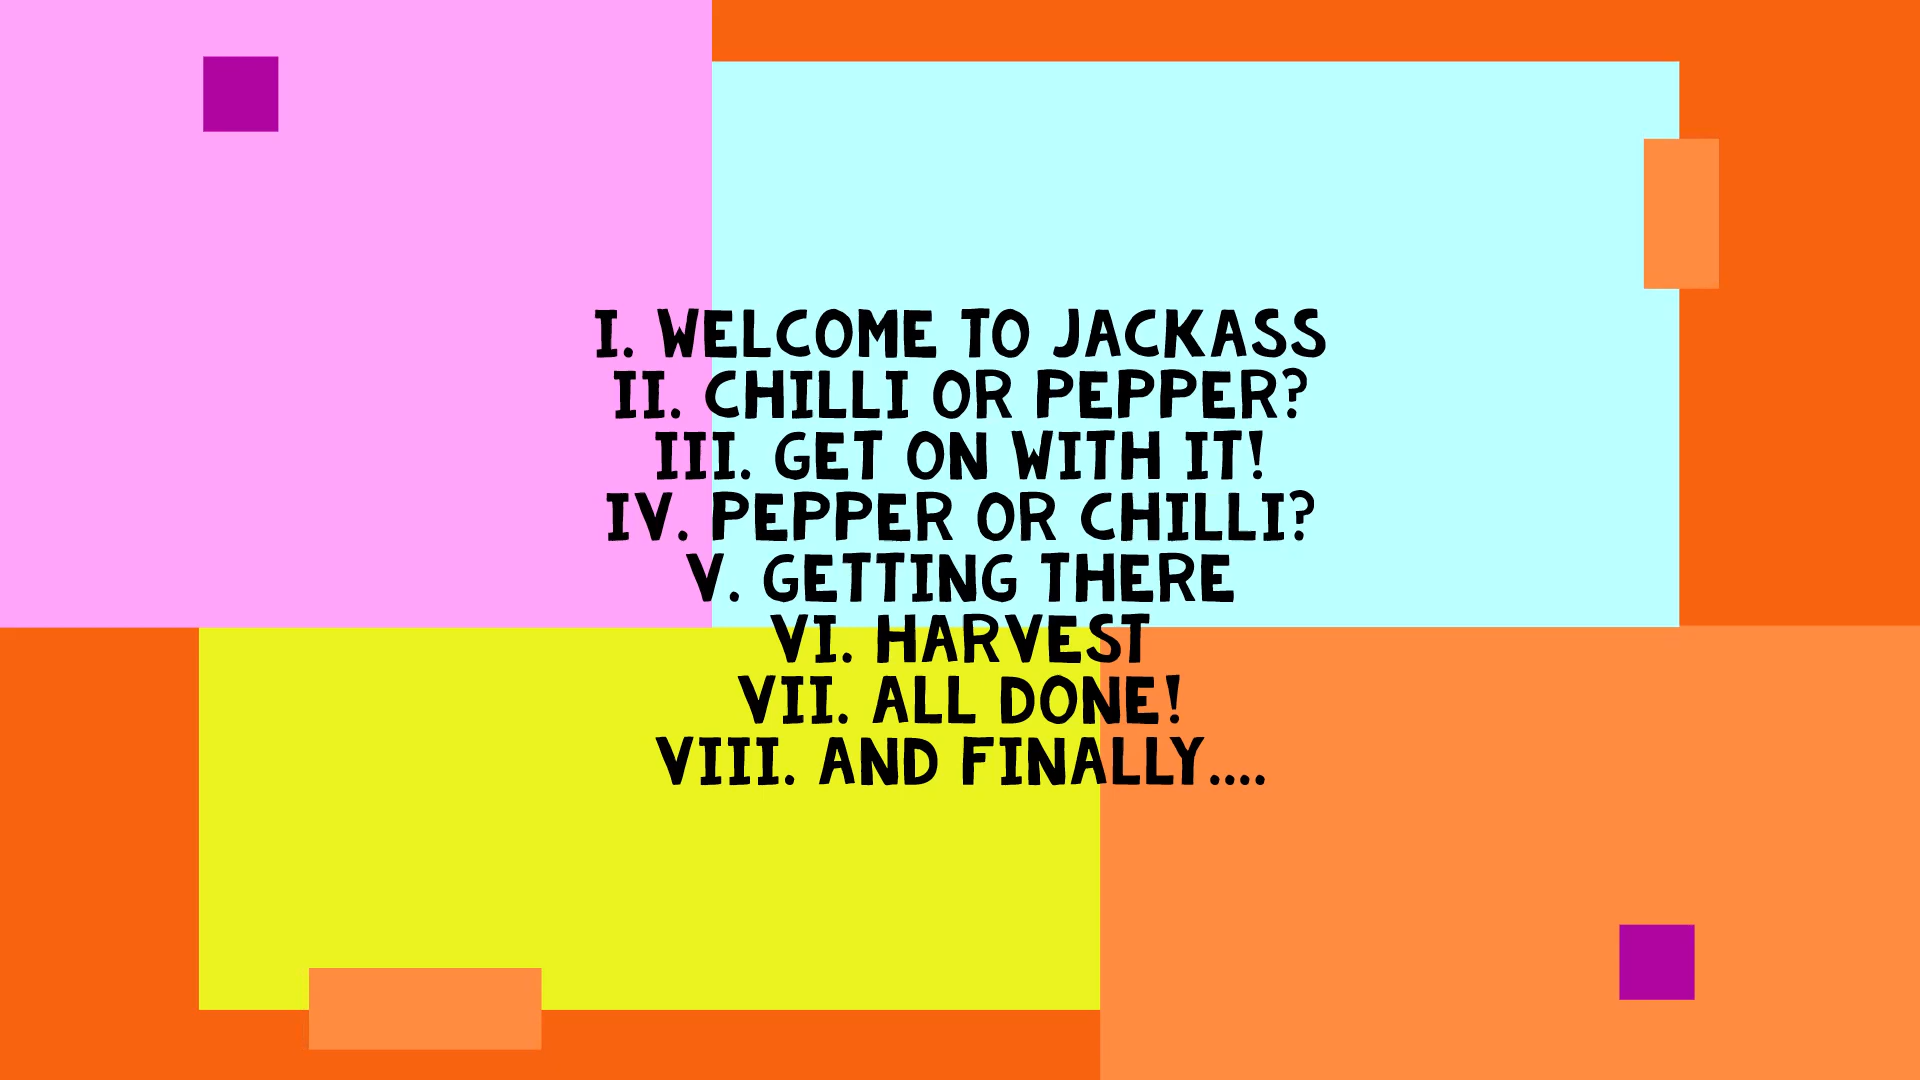 I. WELCOME TO JACKASS
II. CHILLI OR PEPPER?
III. GET ON WITH IT!
IV. PEPPER OR CHILLI?
V. GETTING THERE
VI. HARVEST
VII. ALL DONE!
VIII. AND FINALLY....